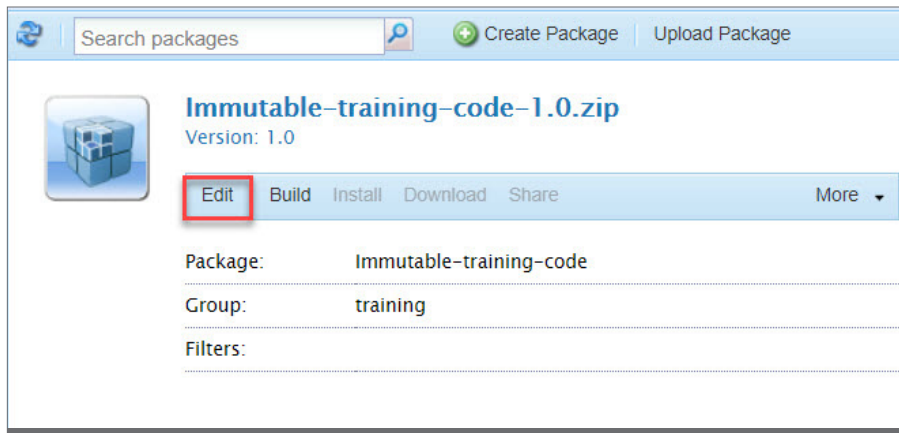 Search packages Create Package Upload Package
Immutable-training-code-1.0.zip
Version: 1.0
Edit Build Install Download Share More
Package: Immutable-training-code
Group: training
Filters: